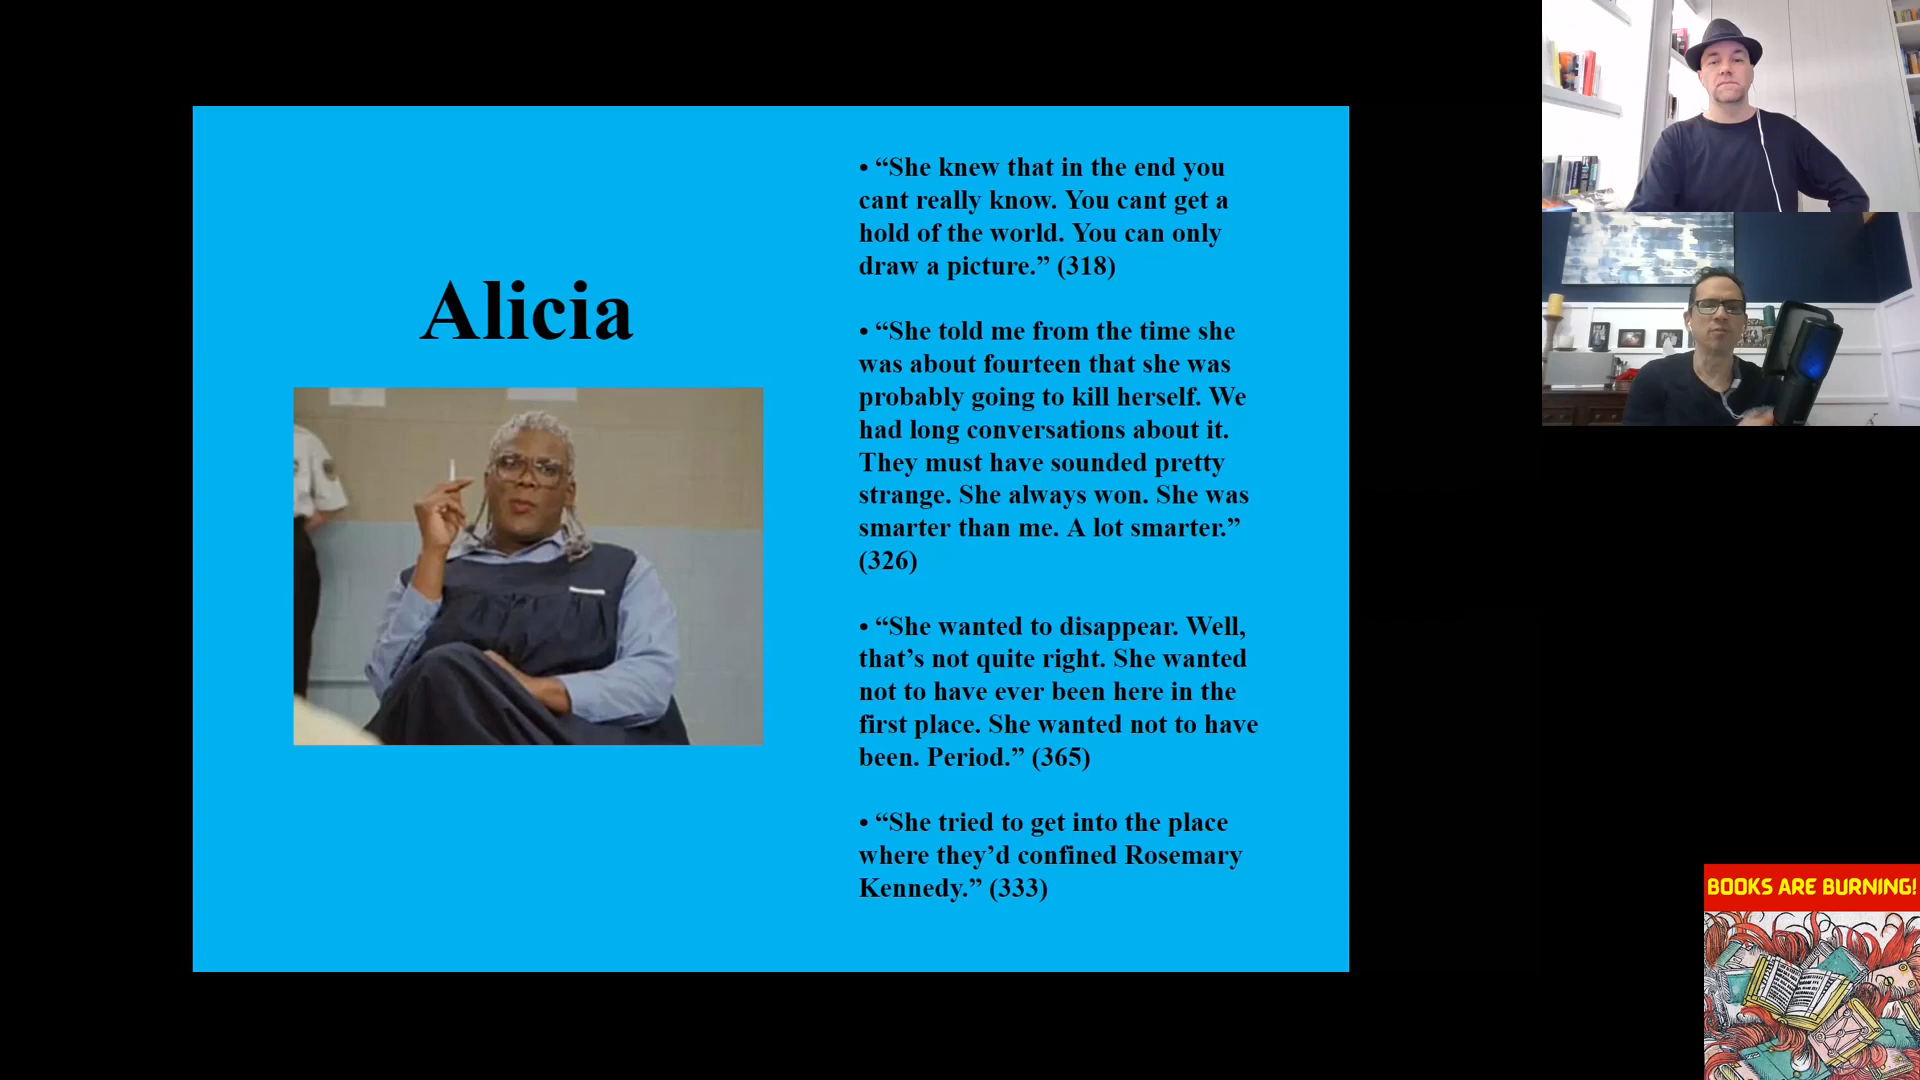 Alicia
• “She knew that in the end you
cant really know. You cant get a
hold of the world. You can only
draw a picture.” (318)
• “She told me from the time she
was about fourteen that she was
probably going to kill herself. We
had long conversations about it.
They must have sounded pretty
strange. She always won. She was
smarter than me. A lot smarter.”
(326)
• “She wanted to disappear. Well,
that’s not quite right. She wanted
not to have ever been here in the
first place. She wanted not to have
been. Period.” (365)
• “She tried to get into the place
where they’d confined Rosemary
Kennedy.” (333)
BOOKS ARE BURNING!